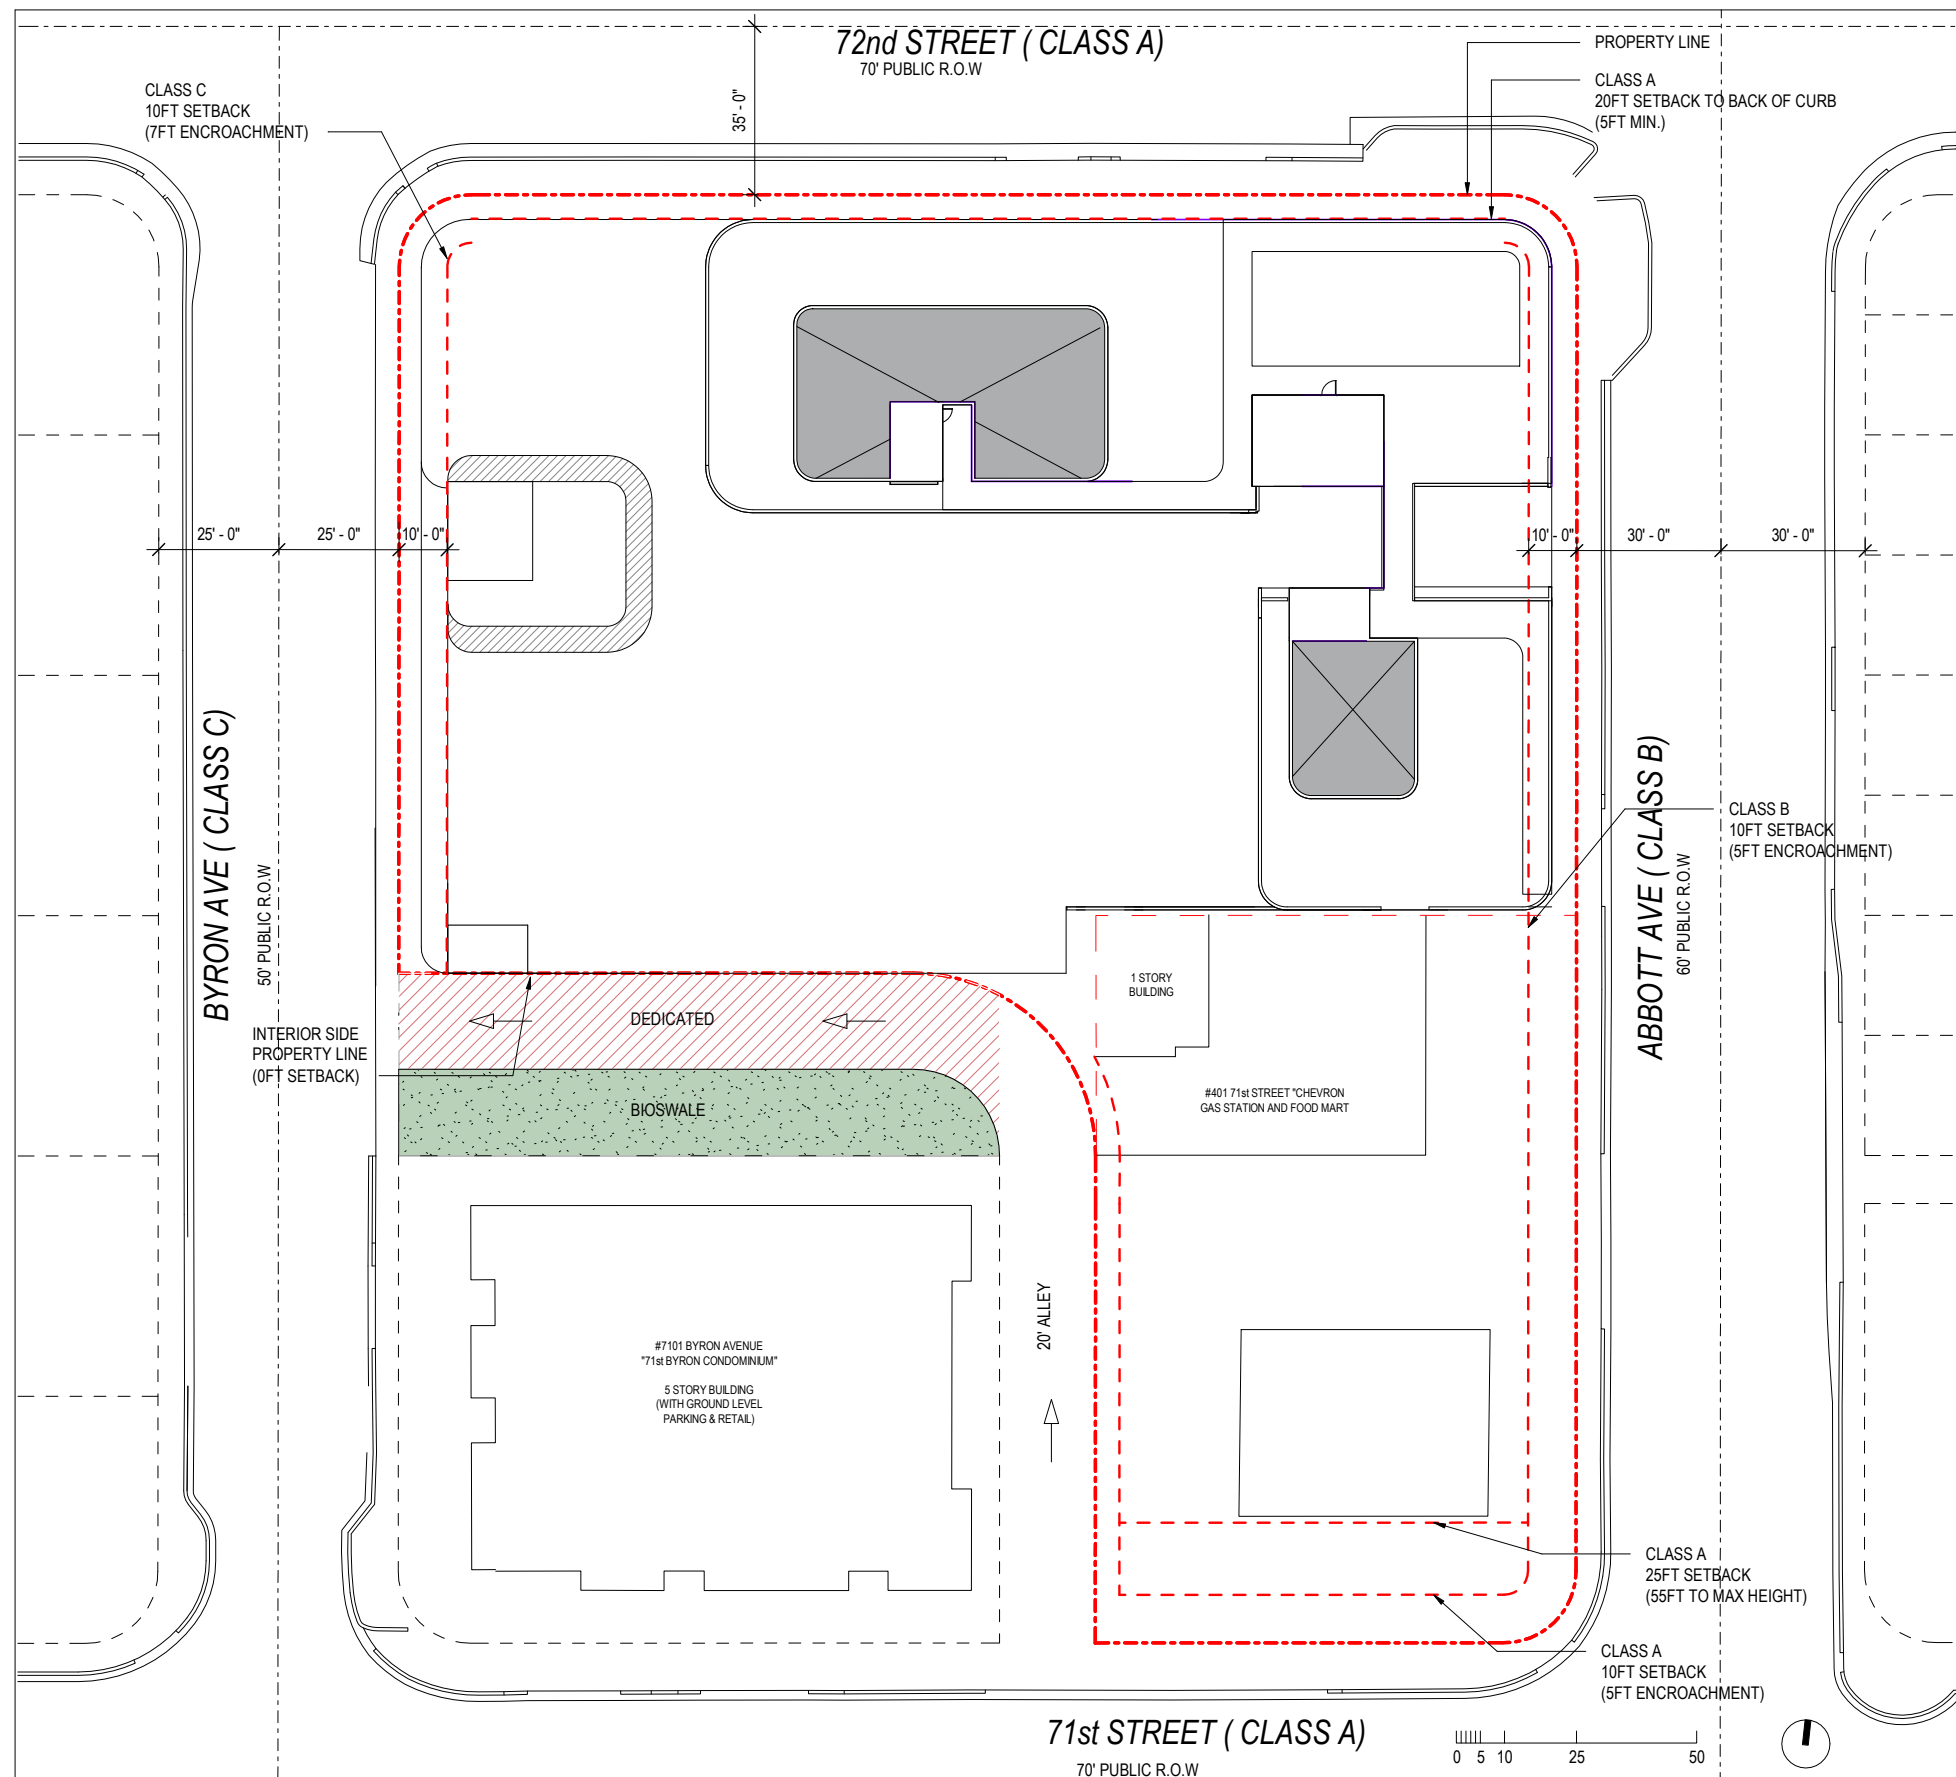 72nd STREET ( CLASS A)
70' PUBLIC R.O.W
PROPERTY LINE
CLASS A
20FT SETBACK TO BACK OF CURB
(5FT MIN.)
CLASS C
10FT SETBACK
(7FT ENCROACHMENT)
35' - 0"
25' - 0"
25' - 0"
10' - 0"
10' - 0"
30' - 0"
30' - 0"
BYRON AVE ( CLASS C)
50' PUBLIC R.O.W
ABBOTT AVE ( CLASS B)
60' PUBLIC R.O.W
CLASS B
10FT SETBACK
(5FT ENCROACHMENT)
1 STORY
BUILDING
DEDICATED
INTERIOR SIDE
PROPERTY LINE
(0FT SETBACK)
BIOSWALE
#401 71st STREET "CHEVRON
GAS STATION AND FOOD MART
20' ALLEY
#7101 BYRON AVENUE
"71st BYRON CONDOMINIUM"
5 STORY BUILDING
(WITH GROUND LEVEL
PARKING & RETAIL)
CLASS A
25FT SETBACK
(55FT TO MAX HEIGHT)
CLASS A
10FT SETBACK
(5FT ENCROACHMENT)
71st STREET ( CLASS A)
70' PUBLIC R.O.W
0 5 10 25 50